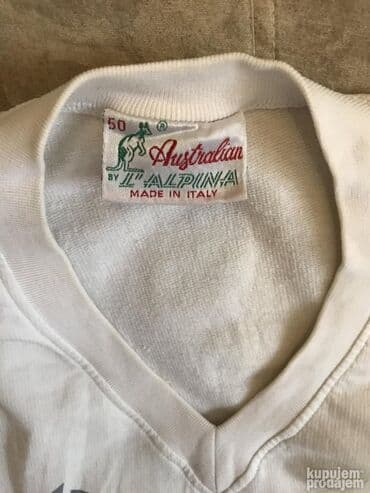 50 ®
Australian
BY L'ALPINA
MADE IN ITALY
kupujem
prodajem